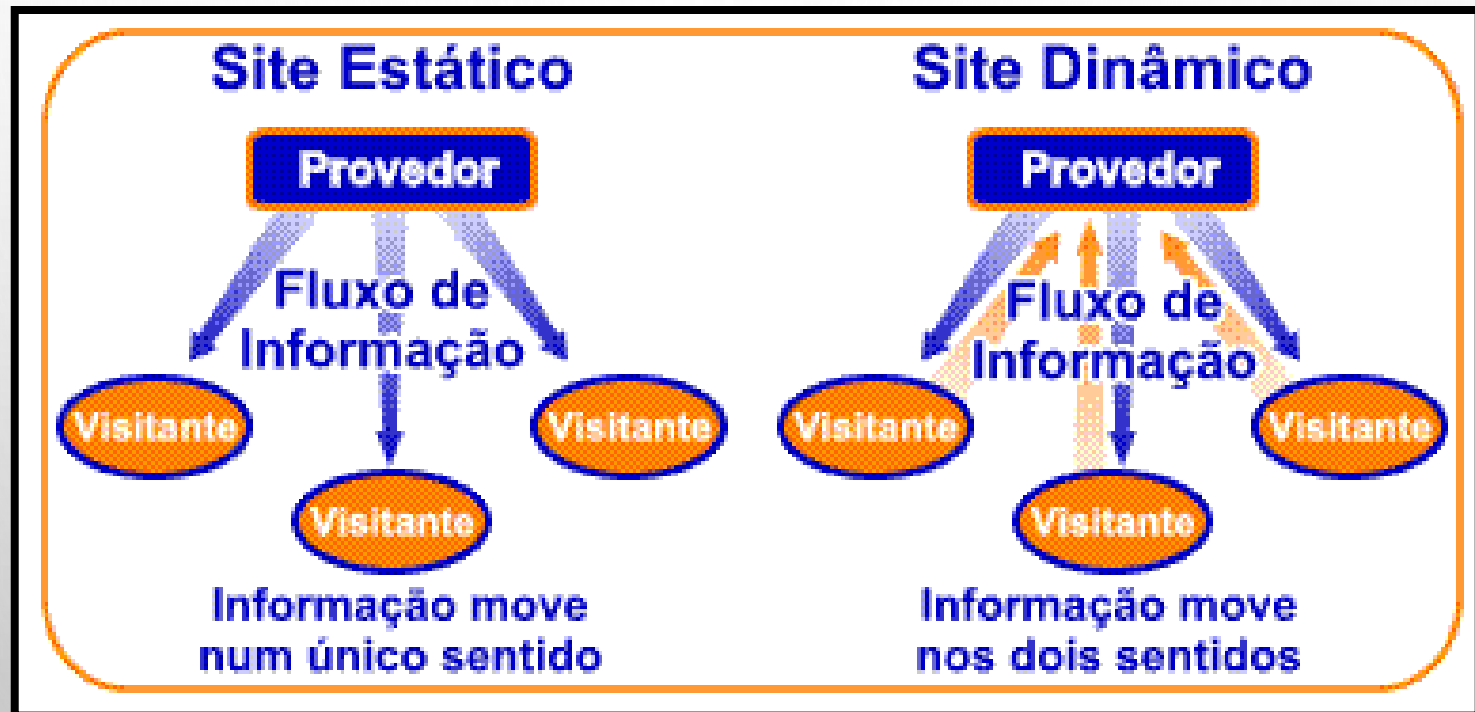 Site Estático
Provedor
Fluxo de
Informação
Visitante
Visitante
Visitante
Informação move
num único sentido
Site Dinâmico
Provedor
Fluxo de
Informação
Visitante
Visitante
Visitante
Informação move
nos dois sentidos